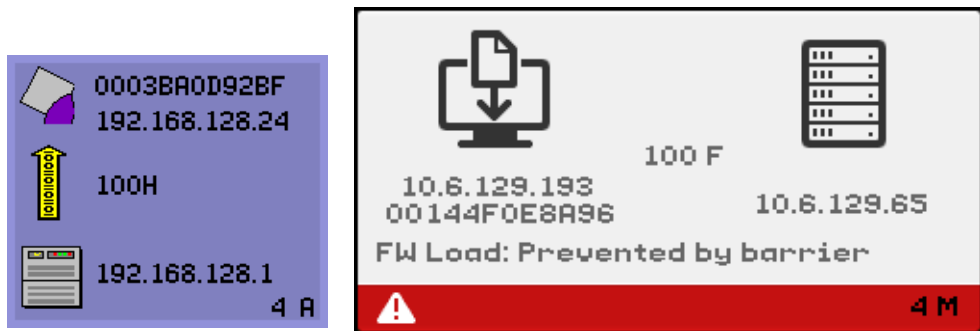 0003BA0D92BF
192.168.128.24
100H
192.168.128.1
4 A
100 F
10.6.129.193
00144F0E8A96
10.6.129.65
FW Load: Prevented by barrier
4 M